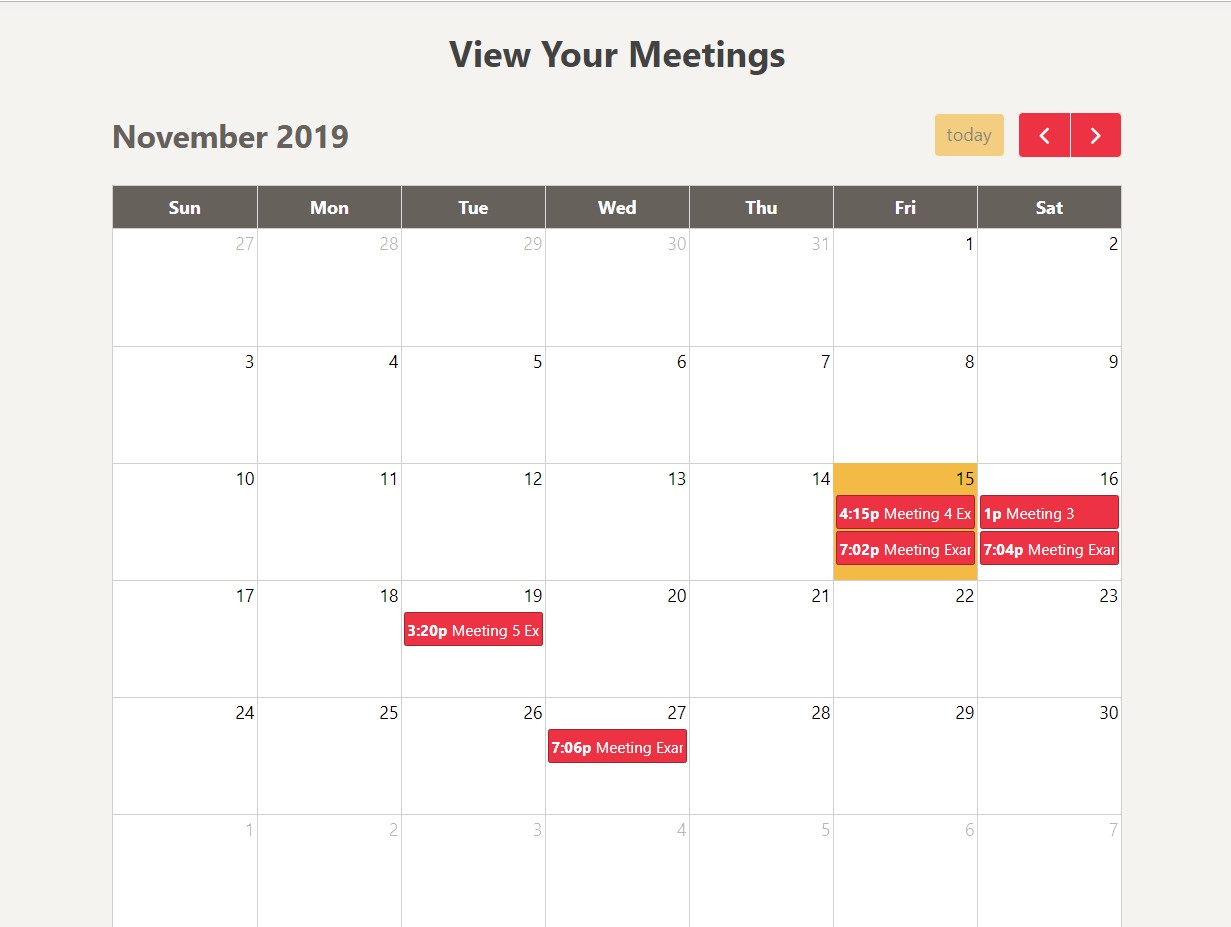 View Your Meetings
November 2019
today
Sun Mon Tue Wed Thu Fri Sat
27 28 29 30 31 1 2
3 4 5 6 7 8 9
10 11 12 13 14 15 16
4:15p Meeting 4 Ex 1p Meeting 3
7:02p Meeting Exar 7:04p Meeting Exar
17 18 19 20 21 22 23
3:20p Meeting 5 Ex
24 25 26 27 28 29 30
7:06p Meeting Exar
1 2 3 4 5 6 7